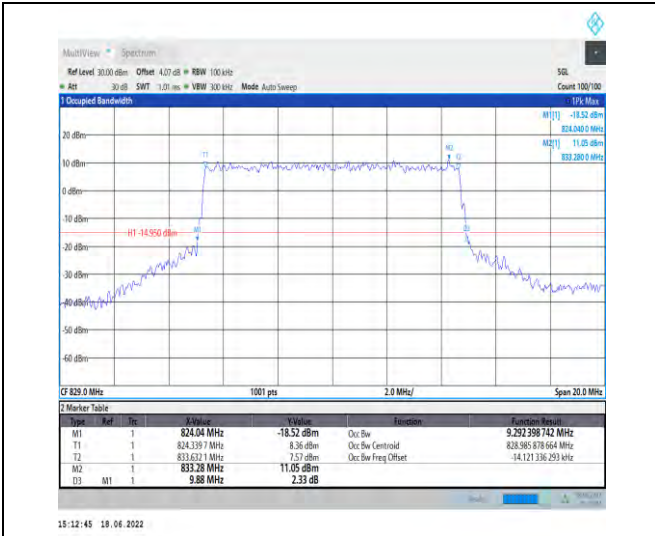 MultiView Spectrum
Ref Level 30.00 dBm Offset 4.07 dB RBW 100 kHz SGL
Att 30 dB SWT 1.01 ms VBW 300 kHz Mode Auto Sweep Count 100/100
1 Occupied Bandwidth 1Pk Max
M1[1] -18.52 dBm
824.040 0 MHz
M2[1] 11.05 dBm
833.280 0 MHz
20 dBm
M2
T1 T2
10 dBm
0 dBm
-10 dBm
H1 -14.950 dBm M1 D3
-20 dBm
-30 dBm
-40 dBm
-50 dBm
-60 dBm
CF 829.0 MHz 1001 pts 2.0 MHz/ Span 20.0 MHz
2 Marker Table
Type Ref Trc X-Value Y-Value Function Function Result
M1 1 824.04 MHz -18.52 dBm Occ Bw 9.292 398 742 MHz
T1 1 824.339 7 MHz 8.36 dBm Occ Bw Centroid 828.985 878 664 MHz
T2 1 833.632 1 MHz 7.57 dBm Occ Bw Freq Offset -14.121 336 293 kHz
M2 1 833.28 MHz 11.05 dBm
D3 M1 1 9.88 MHz 2.33 dB
15:12:45 18.06.2022